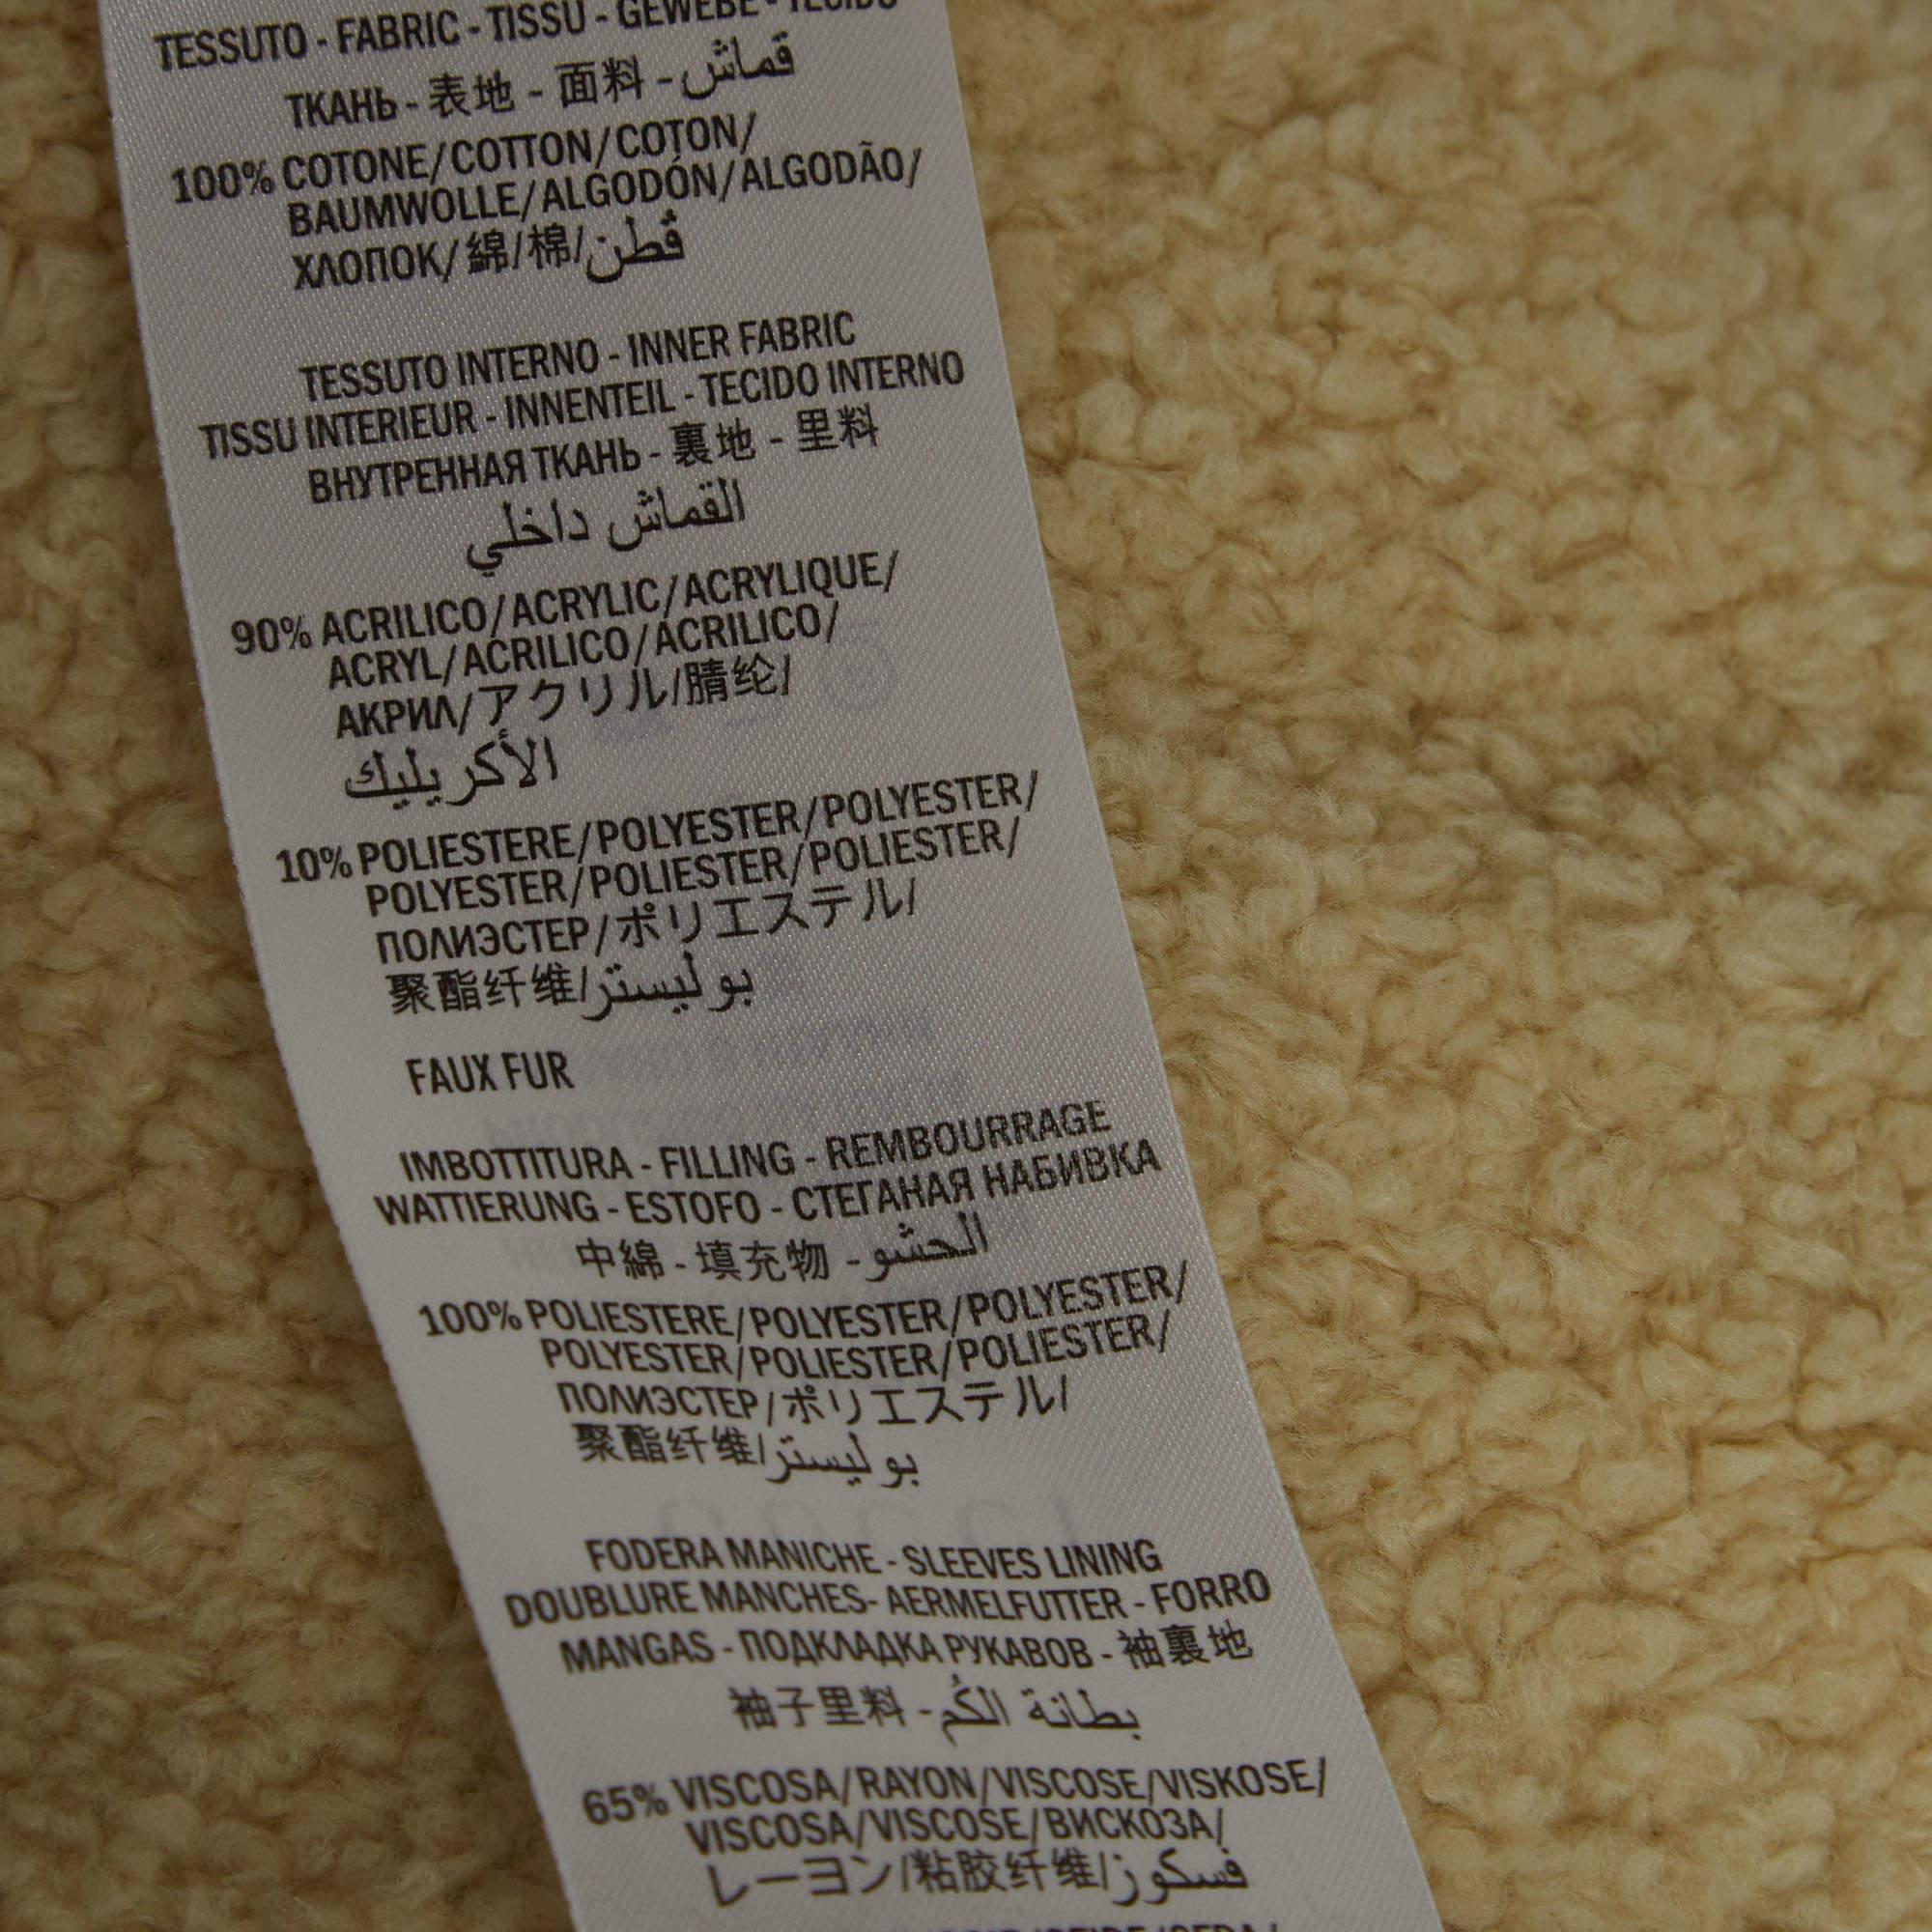 TESSUTO - FABRIC - TISSU - GEWEBE - TECIDO
ТКАНЬ - 表地 - 面料 - قماش
100% COTONE/COTTON/COTON/
BAUMWOLLE/ALGODÓN/ALGODÃO/
ХЛОПОК/綿/棉/قُطن
TESSUTO INTERNO - INNER FABRIC
TISSU INTERIEUR - INNENTEIL - TECIDO INTERNO
ВНУТРЕННАЯ ТКАНЬ - 裏地 - 里料
القماش داخلي
90% ACRILICO/ACRYLIC/ACRYLIQUE/
ACRYL/ACRILICO/ACRILICO/
АКРИЛ/アクリル/腈纶/
الأكريليك
10% POLIESTERE/POLYESTER/POLYESTER/
POLYESTER/POLIESTER/POLIESTER/
ПОЛИЭСТЕР/ポリエステル/
聚酯纤维/بوليستر
FAUX FUR
IMBOTTITURA - FILLING - REMBOURRAGE
WATTIERUNG - ESTOFO - СТЕГАНАЯ НАБИВКА
中綿 - 填充物 - الحشو
100% POLIESTERE/POLYESTER/POLYESTER/
POLYESTER/POLIESTER/POLIESTER/
ПОЛИЭСТЕР/ポリエステル/
聚酯纤维/بوليستر
FODERA MANICHE - SLEEVES LINING
DOUBLURE MANCHES- AERMELFUTTER - FORRO
MANGAS - ПОДКЛАДКА РУКАВОВ - 袖裏地
袖子里料 - بطانة الكُم
65% VISCOSA/RAYON/VISCOSE/VISKOSE/
VISCOSA/VISCOSE/ВИСКОЗА/
レーヨン/粘胶纤维/فسكوز